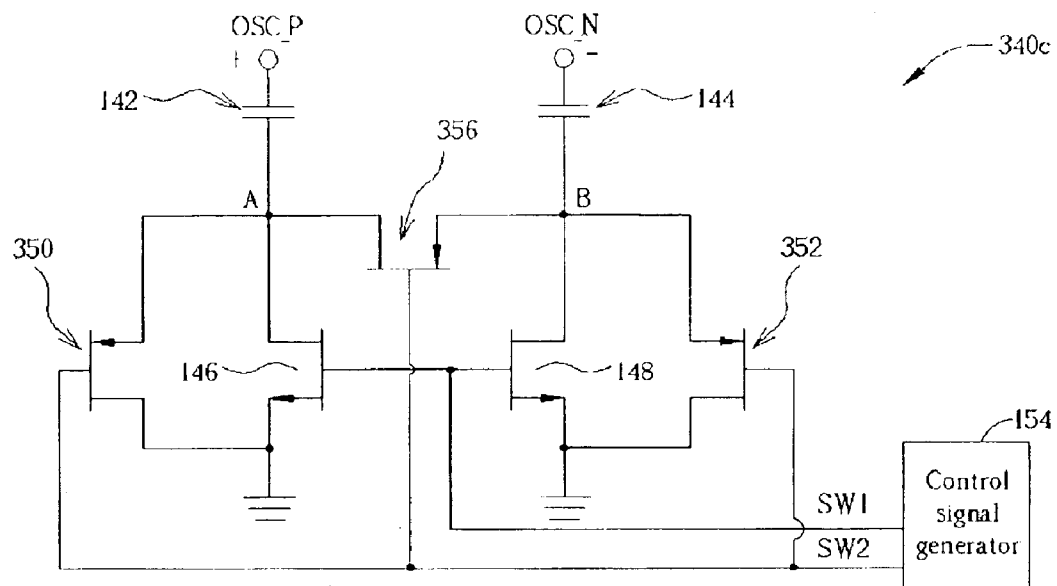 OSC_P
OSC_N
+
−
340c
142
144
356
A
B
350
352
146
148
154
Control
signal
generator
SW1
SW2